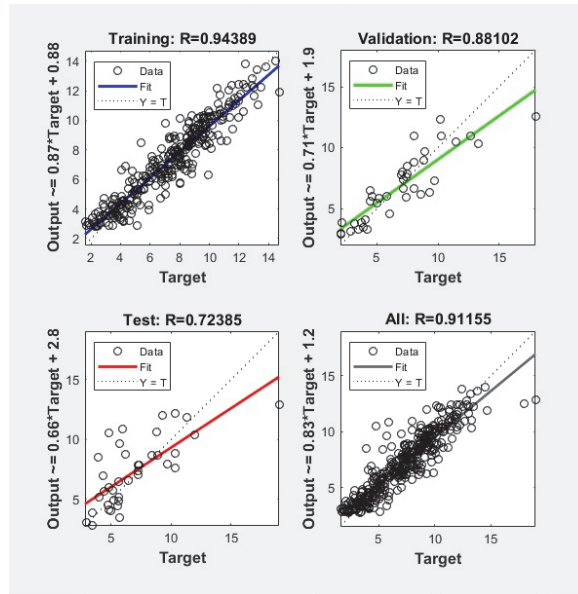 Training: R=0.94389
Output ~= 0.87*Target + 0.88
14
12
10
8
6
4
2
Data
Fit
Y = T
2 4 6 8 10 12 14
Target
Validation: R=0.88102
Output ~= 0.71*Target + 1.9
15
10
5
Data
Fit
Y = T
5 10 15
Target
Test: R=0.72385
Output ~= 0.66*Target + 2.8
15
10
5
Data
Fit
Y = T
5 10 15
Target
All: R=0.91155
Output ~= 0.83*Target + 1.2
15
10
5
Data
Fit
Y = T
5 10 15
Target